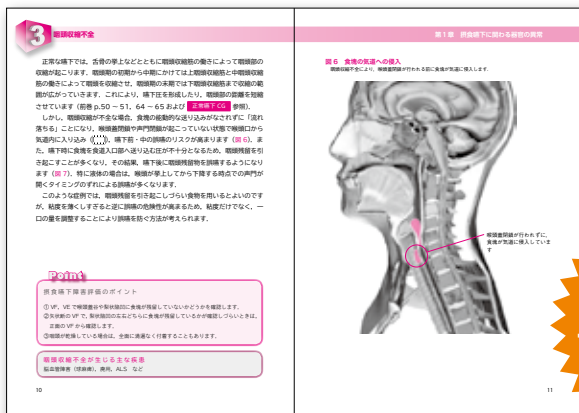 3 咽頭収縮不全
正常な嚥下では、舌骨の挙上などとともに咽頭収縮筋の働きによって咽頭部の
収縮が起こります。咽頭期の初期から中期にかけては上咽頭収縮筋と中咽頭収縮
筋の働きによって咽頭を収縮させ、咽頭期の末期では下咽頭収縮筋まで収縮の範
囲が広がっていきます。これにより、嚥下圧を形成したり、咽頭部の距離を短縮
させています（前巻 p.50 ～ 51、64 ～ 65 および 正常嚥下 CG 参照）。
しかし、咽頭収縮不全な場合、食塊の能動的な送り込みがなされずに「流れ
落ちる」ことになり、喉頭蓋閉鎖や声門閉鎖が起こっていない状態で喉頭口から
気道内に入り込み、嚥下前・中の誤嚥のリスクが高まります（図 6）。ま
た、嚥下時に食塊を食道入口部へ送り込む圧が不十分となるため、咽頭残留を引
き起こすことが多くなり、その結果、嚥下後に咽頭残留物を誤嚥するようになり
ます（図 7）。特に液体の場合は、喉頭が挙上してから下降する時点での声門が
開くタイミングのずれによる誤嚥が多くなります。
このような症例では、咽頭残留を引き起こしづらい食物を用いるとよいのです
が、粘度を薄くしすぎると逆に誤嚥の危険性が高まるため、粘度だけでなく、一
口の量を調整することにより誤嚥を防ぐ方法が考えられます。
Point
摂食嚥下障害評価のポイント
① VF、VE で喉頭蓋谷や梨状陥凹に食塊が残留していないかどうかを確認します。
②矢状断の VF で、梨状陥凹の左右どちらに食塊が残留しているかが確認しづらいときは、
正面の VF から確認します。
③咽頭が乾燥している場合は、全面に満遍なく付着することもあります。
咽頭収縮不全が生じる主な疾患
脳血管障害（球麻痺）、廃用、ALS など
10
第 1 章 摂食嚥下に関わる器官の異常
図 6 食塊の気道への侵入
咽頭収縮不全により、喉頭蓋閉鎖が行われる前に食塊が気道に侵入します。
喉頭蓋閉鎖が行われずに、
食塊が気道に侵入していま
す
11